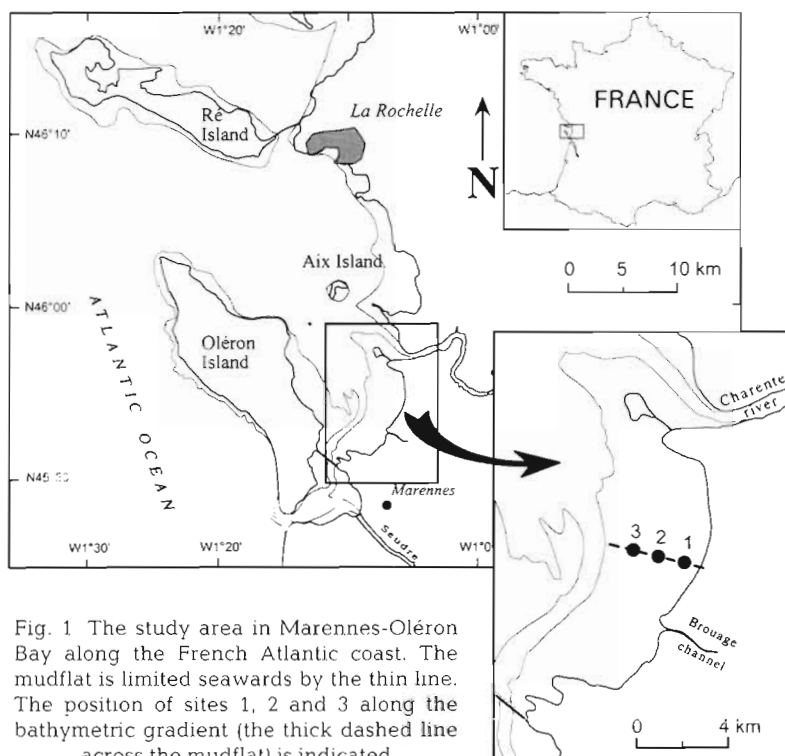 W1°20'
W1°00'
FRANCE
Ré
Island
La Rochelle
N46°10'
N
Aix Island
0 5 10 km
N46°00'
ATLANTIC OCEAN
Oléron
Island
Charente
river
Marennes
Seudre
W1°30'
W1°20'
3 2 1
Brouage
channel
0 2 4 km
Fig. 1 The study area in Marennes-Oléron
Bay along the French Atlantic coast. The
mudflat is limited seawards by the thin line.
The position of sites 1, 2 and 3 along the
bathymetric gradient (the thick dashed line
across the mudflat) is indicated